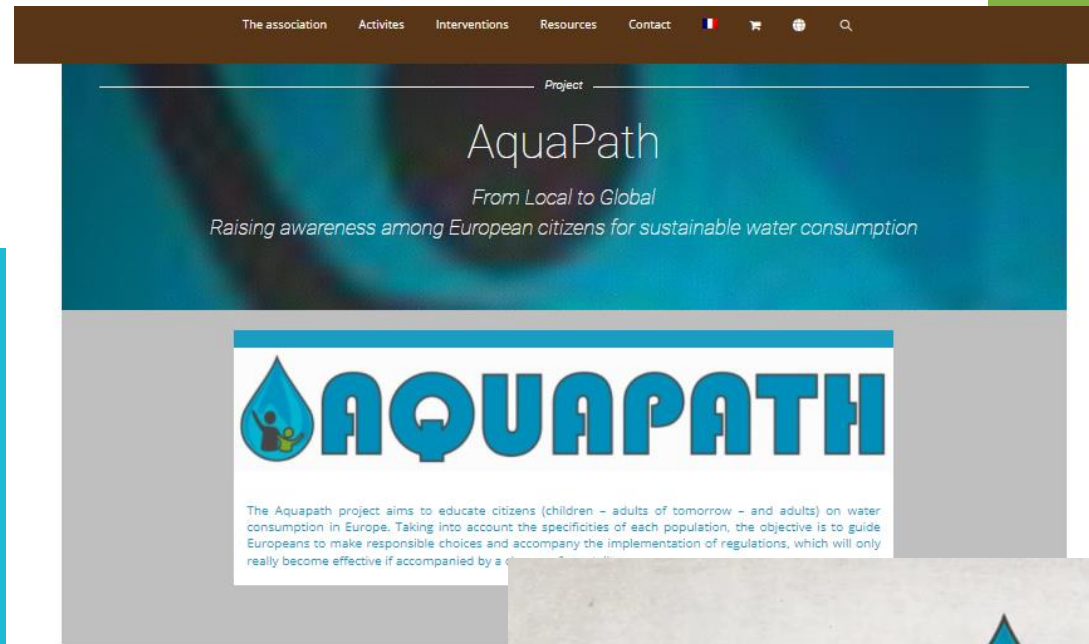 The association Activites Interventions Resources Contact
Project
AquaPath
From Local to Global
Raising awareness among European citizens for sustainable water consumption
AQUAPATH
The Aquapath project aims to educate citizens (children – adults of tomorrow – and adults) on water
consumption in Europe. Taking into account the specificities of each population, the objective is to guide
Europeans to make responsible choices and accompany the implementation of regulations, which will only
really become effective if accompanied by a